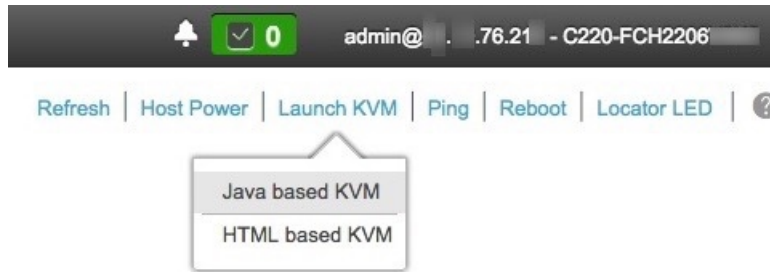 0 admin@ . .76.21 - C220-FCH2206
Refresh | Host Power | Launch KVM | Ping | Reboot | Locator LED | ?
Java based KVM
HTML based KVM